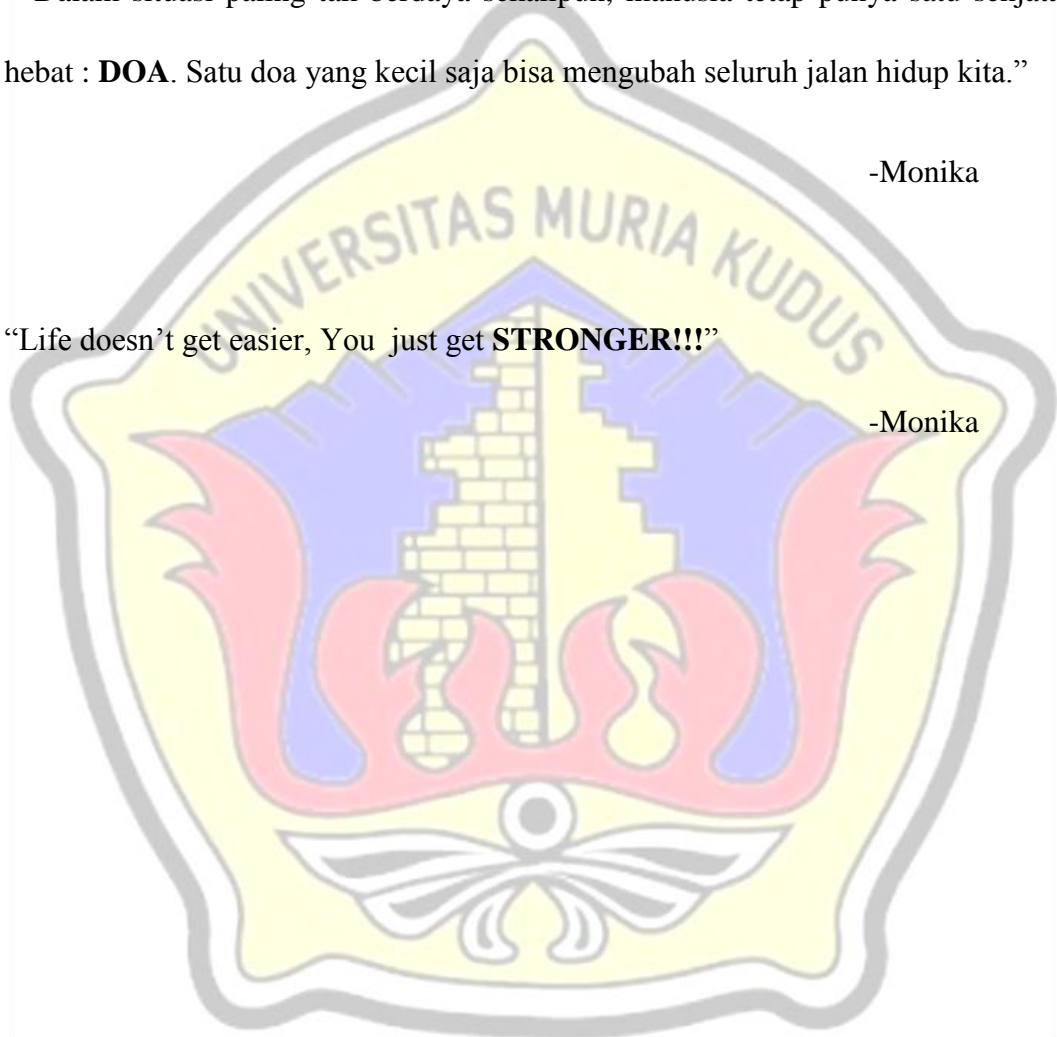 hebat : DOA. Satu doa yang kecil saja bisa mengubah seluruh jalan hidup kita.”
-Monika
UNIVERSITAS MURIA KUDUS
“Life doesn’t get easier, You just get STRONGER!!!”
-Monika